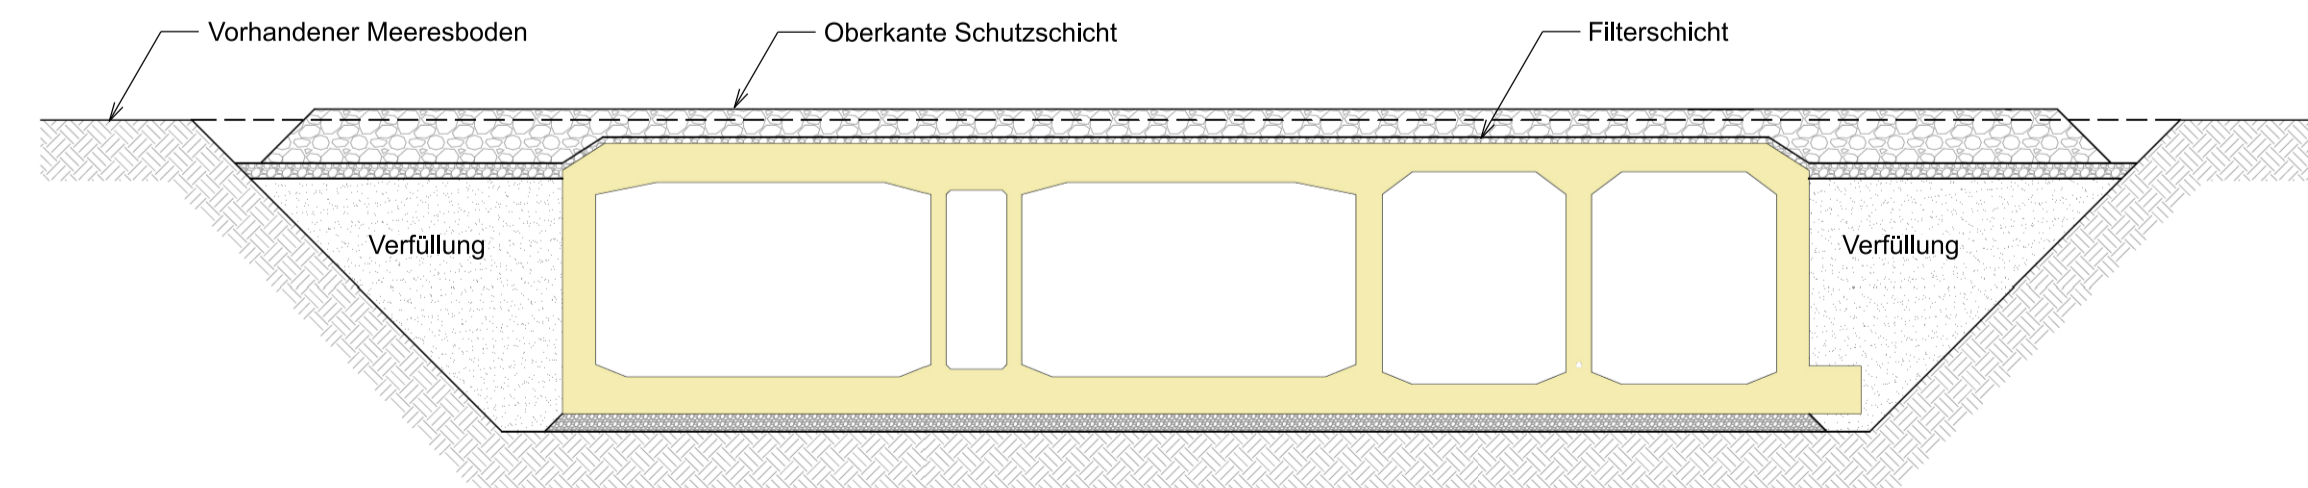 Vorhandener Meeresboden
Oberkante Schutzschicht
Filterschicht
Verfüllung
Verfüllung